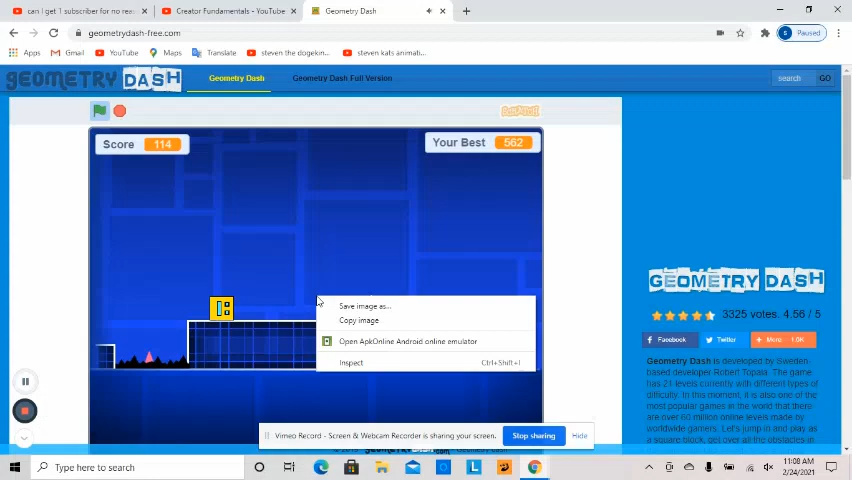 can I get 1 subscriber for no rea
Creator Fundamentals - YouTube
Geometry Dash
geometrydash-free.com
Paused
Apps
Gmail
YouTube
Maps
Translate
steven the dogekin...
steven kats animati...
GEOMETRY DASH
Geometry Dash
Geometry Dash Full Version
search
GO
SCRATCH
Score 114
Your Best 562
Save image as...
Copy image
Open ApkOnline Android online emulator
Inspect
Ctrl+Shift+I
GEOMETRY DASH
3325 votes. 4.56 / 5
Facebook
Twitter
More
1.0K
Geometry Dash is developed by Sweden-
based developer Robert Topala. The game
has 21 levels currently with different types of
difficulty. In this moment, it is also one of the
most popular games in the world that there
are over 60 million online levels made by
worldwide gamers. Let's jump in and play as
a square block, get over all the obstacles in
Vimeo Record - Screen & Webcam Recorder is sharing your screen.
Stop sharing
Hide
Type here to search
11:08 AM
2/24/2021